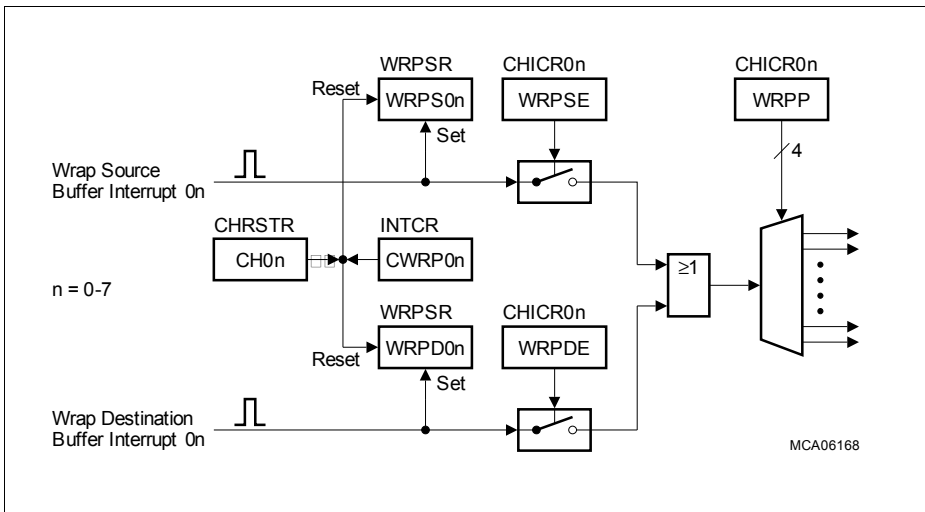 WRPSR
CHICR0n
CHICR0n
Reset
WRPS0n
WRPSE
WRPP
Set
4
Wrap Source
Buffer Interrupt 0n
CHRSTR
INTCR
CH0n
CWRP0n
≥1
n = 0-7
WRPSR
CHICR0n
Reset
WRPD0n
WRPDE
Set
Wrap Destination
Buffer Interrupt 0n
MCA06168